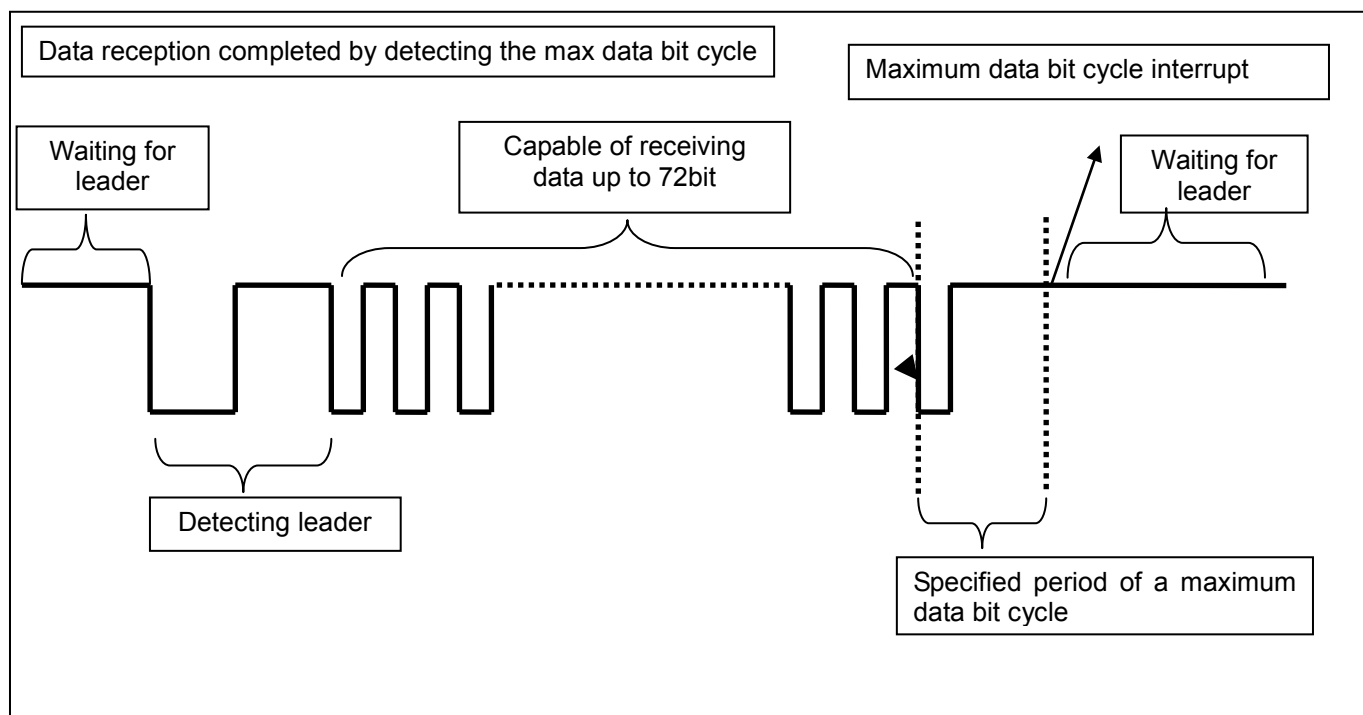 Data reception completed by detecting the max data bit cycle
Maximum data bit cycle interrupt
Waiting for
leader
Capable of receiving
data up to 72bit
Waiting for
leader
Detecting leader
Specified period of a maximum
data bit cycle